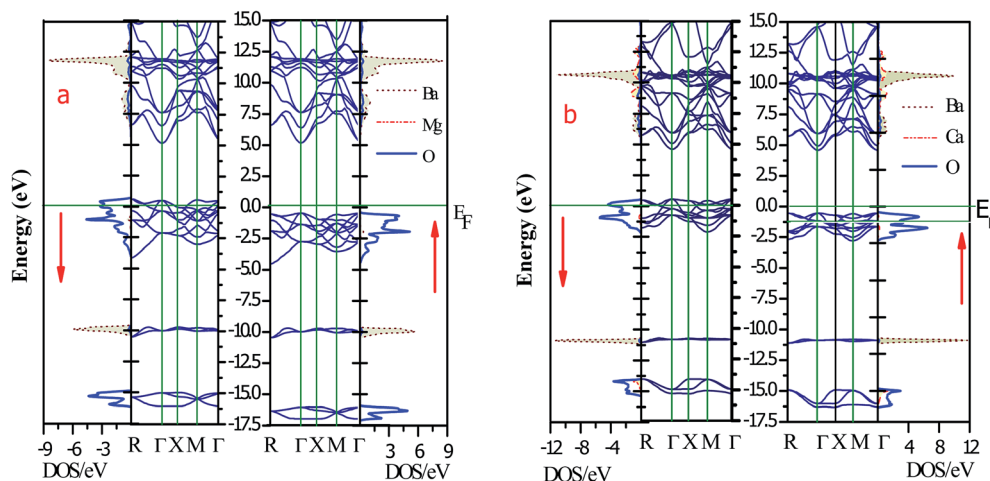 a
Energy (eV)
15.0
12.5
10.0
7.5
5.0
2.5
0.0
-2.5
-5.0
-7.5
-10.0
-12.5
-15.0
-17.5
Ba
Mg
O
E
F
R Γ X M Γ
R Γ X M Γ
-9 -6 -3
3 6 9
DOS/eV
DOS/eV
b
Energy (eV)
15.0
12.5
10.0
7.5
5.0
2.5
0.0
-2.5
-5.0
-7.5
-10.0
-12.5
-15.0
-17.5
Ba
Ca
O
E
R Γ X M Γ
R Γ X M Γ
-12 -8 -4
4 8 12
DOS/eV
DOS/eV